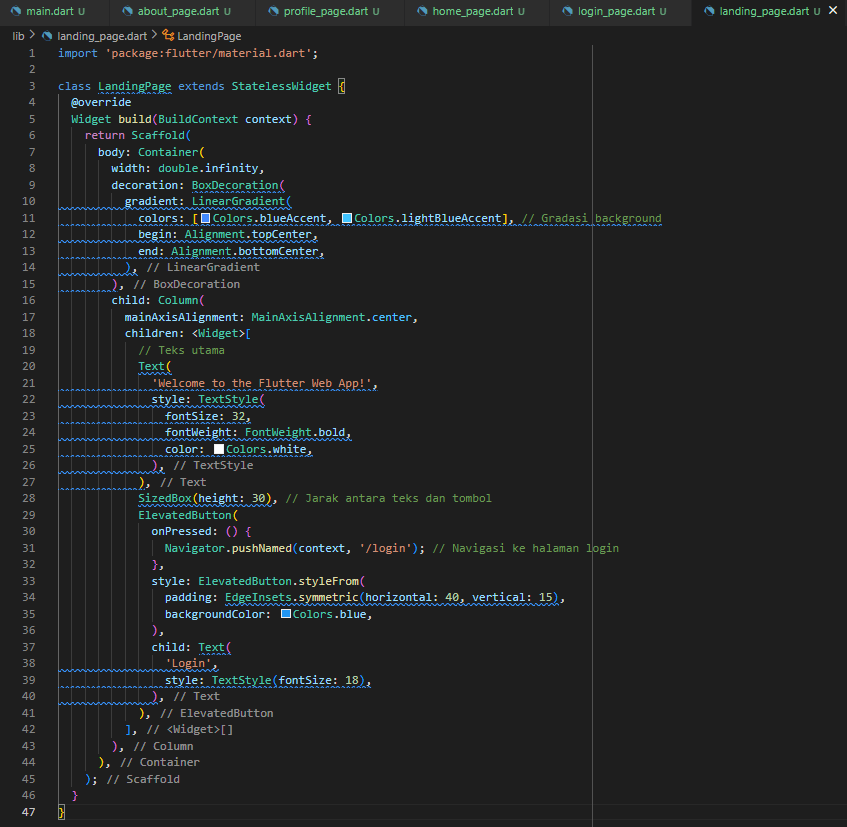 main.dart U about_page.dart U profile_page.dart U home_page.dart U login_page.dart U landing_page.dart U
lib > landing_page.dart > LandingPage
1 import 'package:flutter/material.dart';
2
3 class LandingPage extends StatelessWidget {
4   @override
5   Widget build(BuildContext context) {
6     return Scaffold(
7       body: Container(
8         width: double.infinity,
9         decoration: BoxDecoration(
10           gradient: LinearGradient(
11             colors: [Colors.blueAccent, Colors.lightBlueAccent], // Gradasi background
12             begin: Alignment.topCenter,
13             end: Alignment.bottomCenter,
14           ), // LinearGradient
15         ), // BoxDecoration
16         child: Column(
17           mainAxisAlignment: MainAxisAlignment.center,
18           children: <Widget>[
19             // Teks utama
20             Text(
21               'Welcome to the Flutter Web App!',
22               style: TextStyle(
23                 fontSize: 32,
24                 fontWeight: FontWeight.bold,
25                 color: Colors.white,
26               ), // TextStyle
27             ), // Text
28             SizedBox(height: 30), // Jarak antara teks dan tombol
29             ElevatedButton(
30               onPressed: () {
31                 Navigator.pushNamed(context, '/login'); // Navigasi ke halaman login
32               },
33               style: ElevatedButton.styleFrom(
34                 padding: EdgeInsets.symmetric(horizontal: 40, vertical: 15),
35                 backgroundColor: Colors.blue,
36               ),
37               child: Text(
38                 'Login',
39                 style: TextStyle(fontSize: 18),
40               ), // Text
41             ), // ElevatedButton
42           ], // <Widget>[]
43         ), // Column
44       ), // Container
45     ); // Scaffold
46   }
47 }